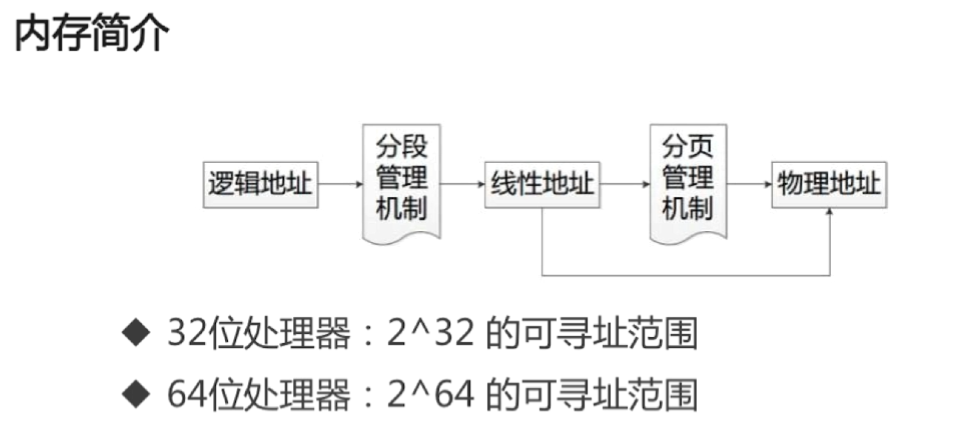 内存简介
逻辑地址
分段
管理
机制
线性地址
分页
管理
机制
物理地址
32位处理器：2^32 的可寻址范围
64位处理器：2^64 的可寻址范围